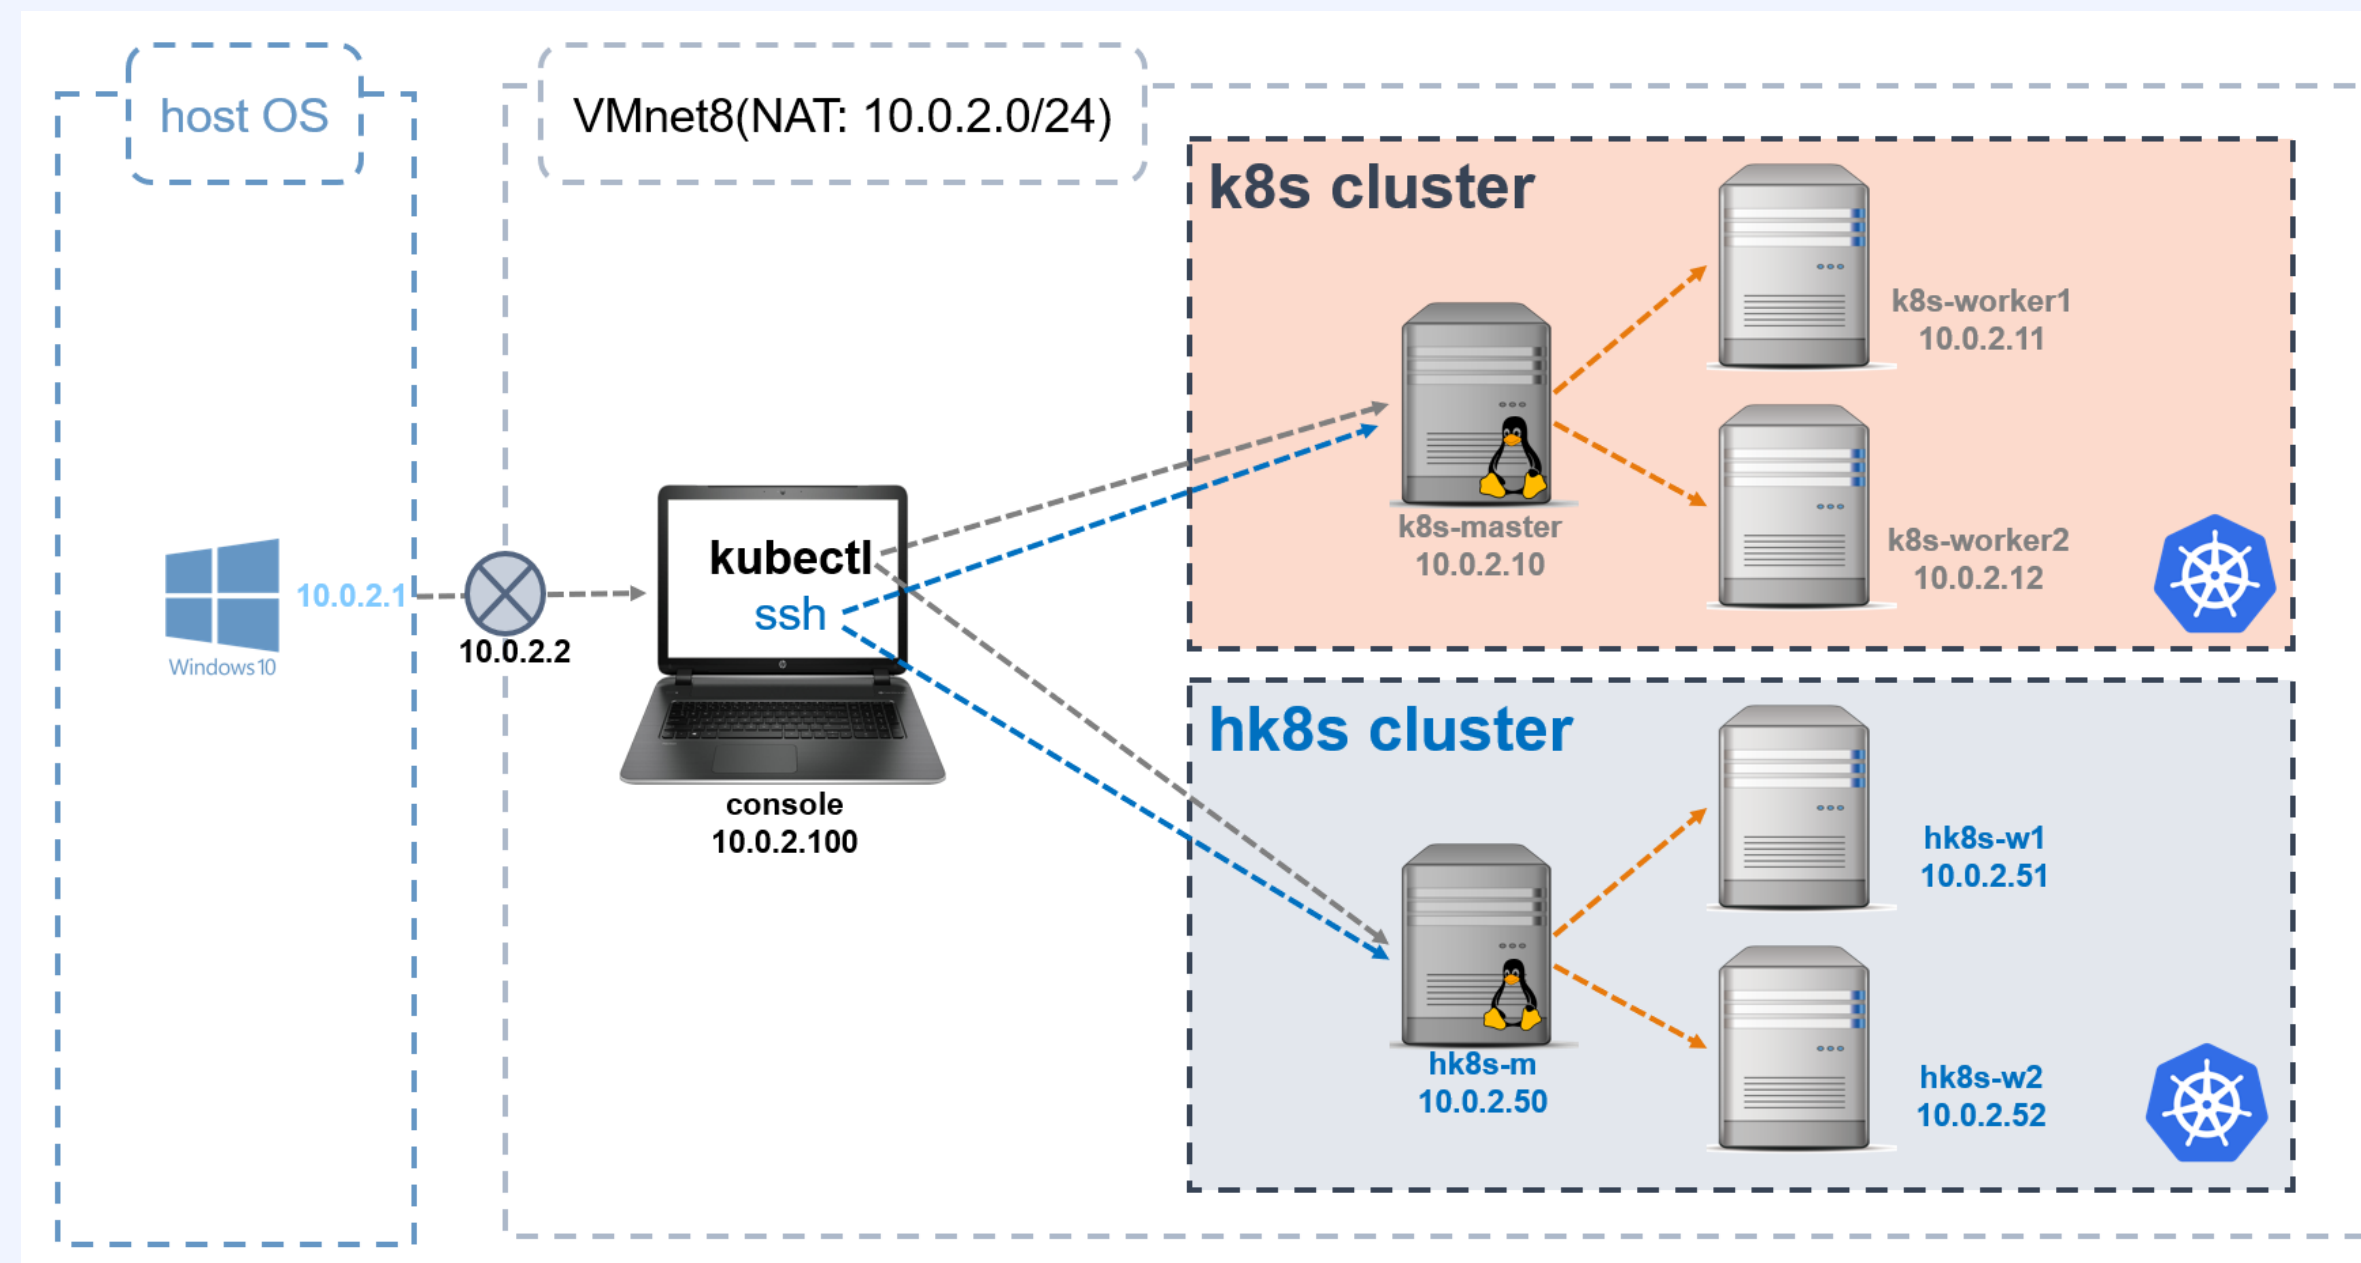 host OS
VMnet8(NAT: 10.0.2.0/24)
k8s cluster
k8s-worker1
10.0.2.11
k8s-master
10.0.2.10
k8s-worker2
10.0.2.12
Windows 10
10.0.2.1
10.0.2.2
kubectl
ssh
console
10.0.2.100
hk8s cluster
hk8s-w1
10.0.2.51
hk8s-m
10.0.2.50
hk8s-w2
10.0.2.52